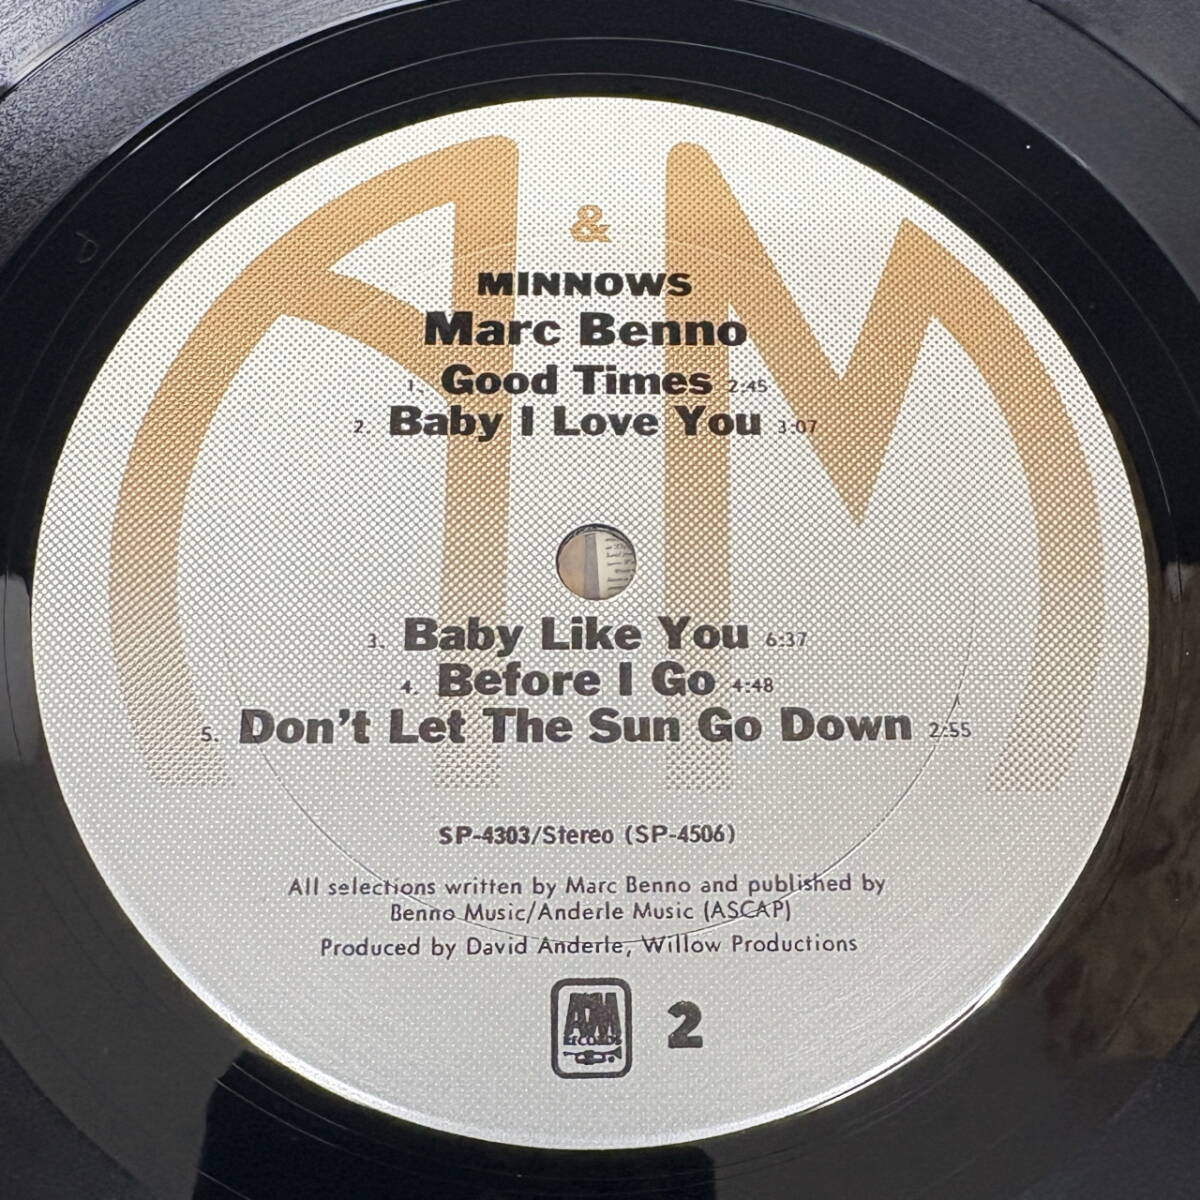 A & M
MINNOWS
Marc Benno
1. Good Times 2:45
2. Baby I Love You 3:07
3. Baby Like You 6:37
4. Before I Go 4:48
5. Don't Let The Sun Go Down 2:55
SP-4303/Stereo (SP-4506)
All selections written by Marc Benno and published by
Benno Music/Anderle Music (ASCAP)
Produced by David Anderle, Willow Productions
A&M
RECORDS
2